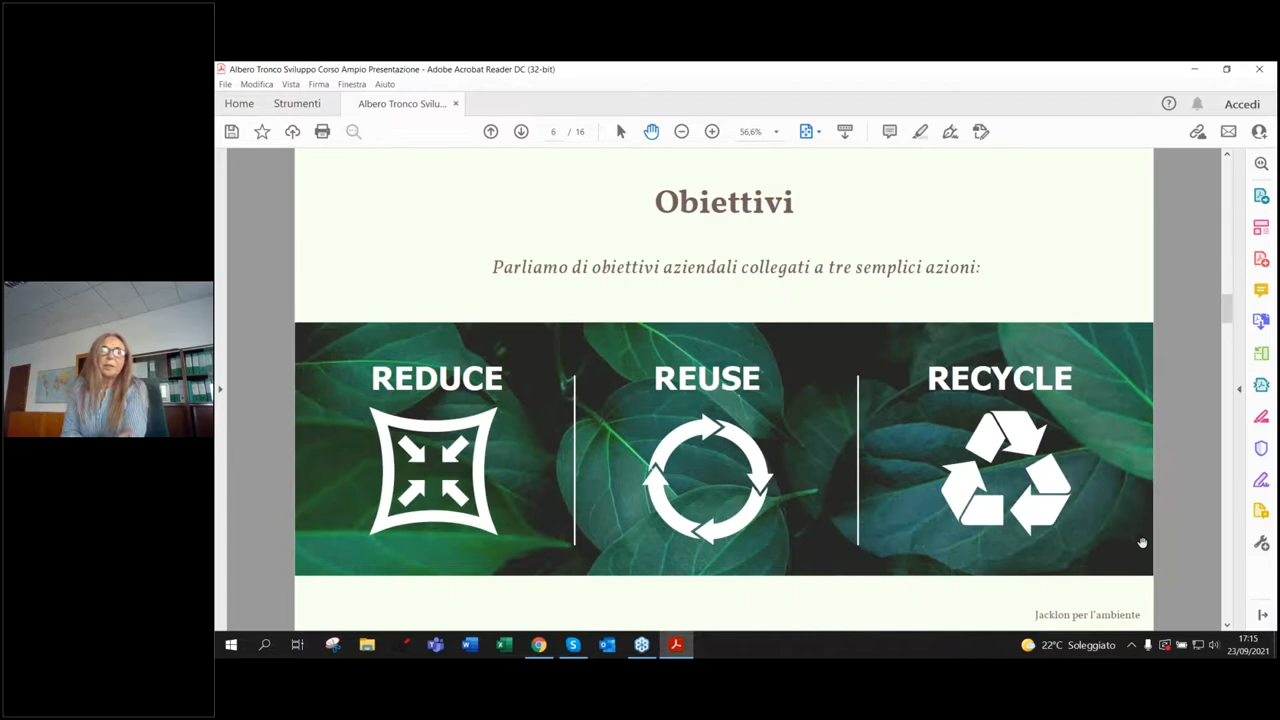 Albero Tronco Sviluppo Corso Ampio Presentazione - Adobe Acrobat Reader DC (32-bit)
File Modifica Vista Firma Finestra Aiuto
Home Strumenti Albero Tronco Svilu... Accedi
6 / 16 56,6%
Obiettivi
Parliamo di obiettivi aziendali collegati a tre semplici azioni:
REDUCE REUSE RECYCLE
Jacklon per l'ambiente
22°C Soleggiato
17:15
23/09/2021